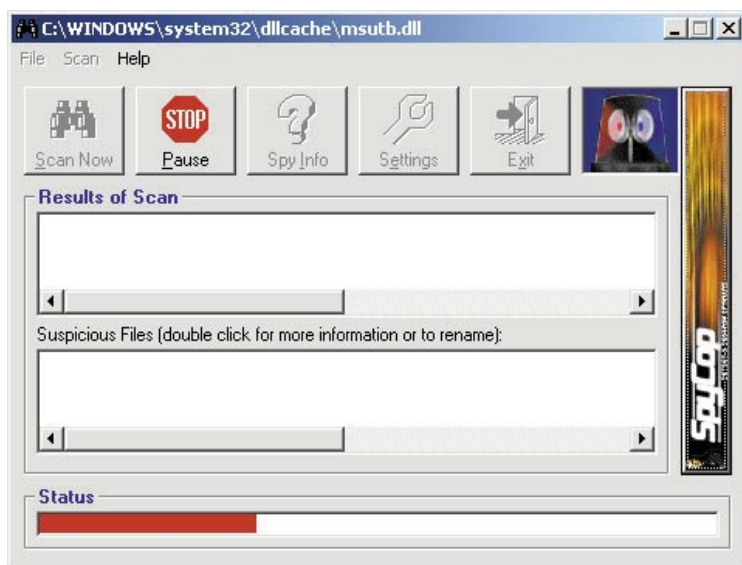 C:\WINDOWS\system32\dllcache\msutb.dll
File Scan Help
STOP
Scan Now Pause Spy Info Settings Exit
Results of Scan
Suspicious Files (double click for more information or to rename):
Status
SpyCop